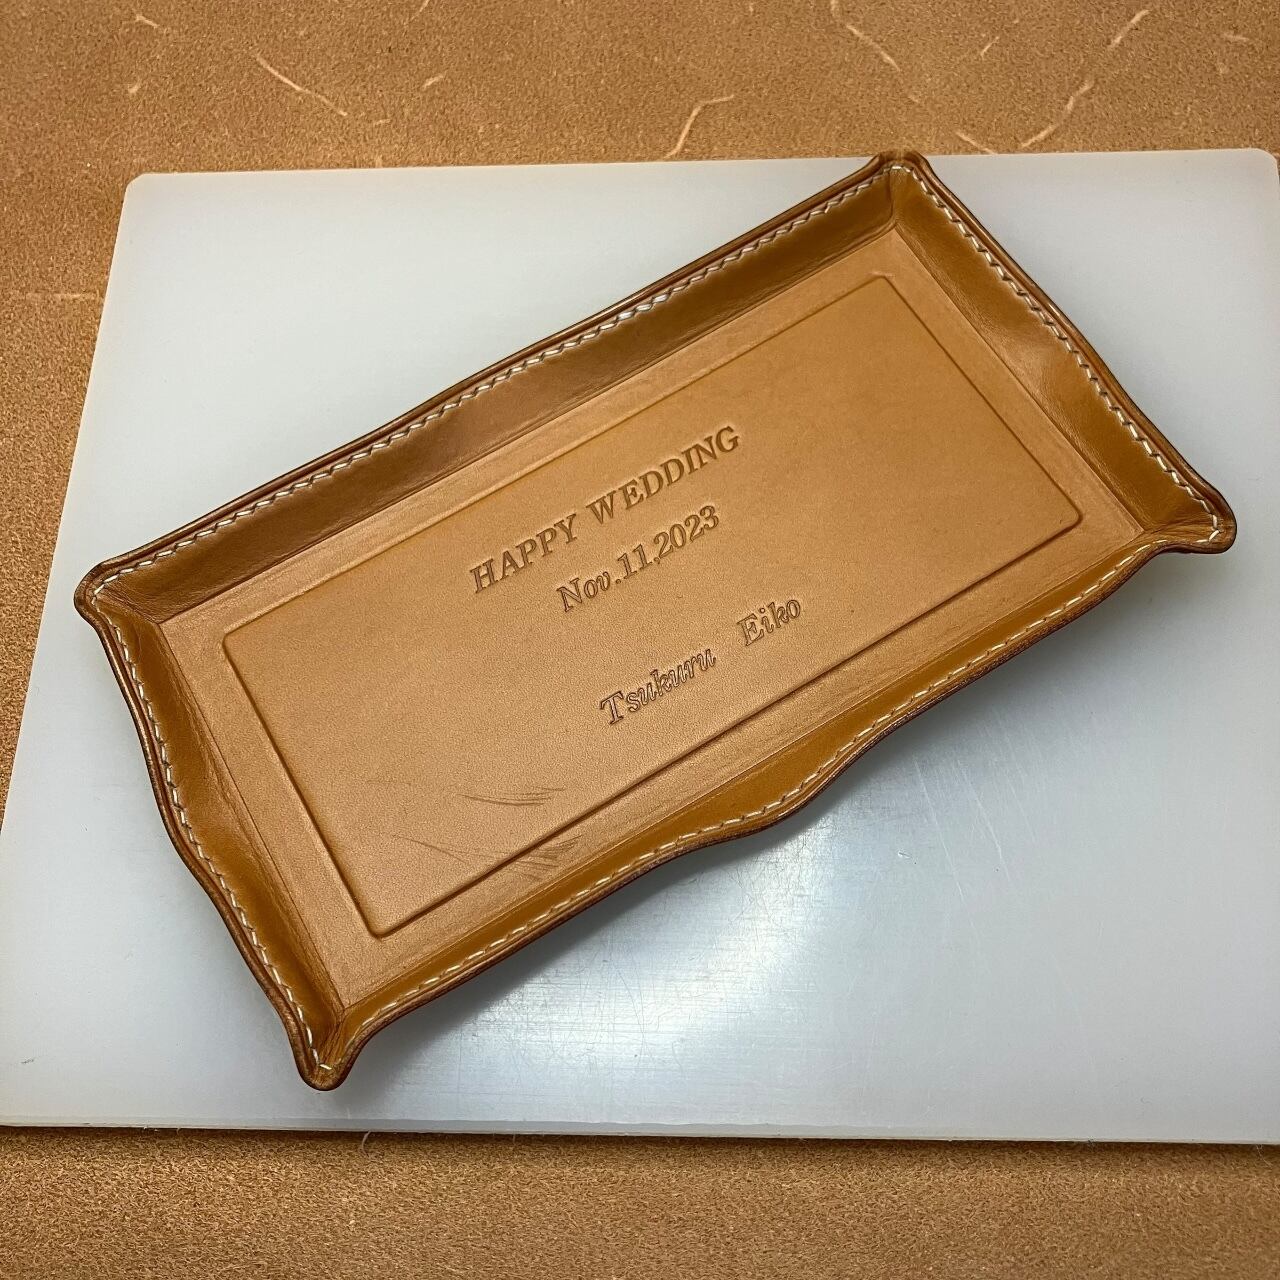 HAPPY WEDDING
Nov.11,2023
Tsukuru Eiko